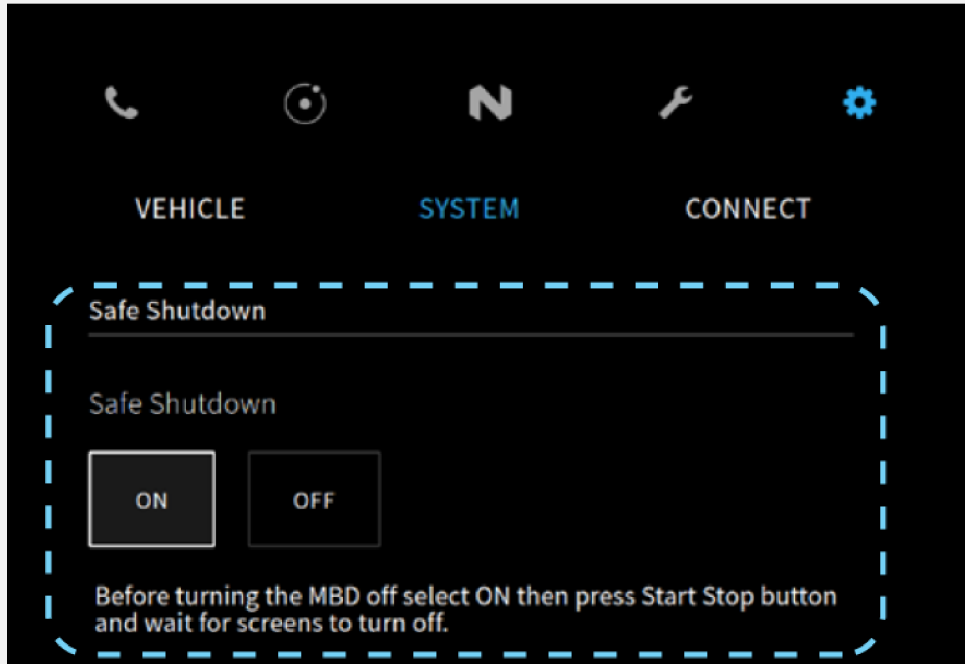 VEHICLE SYSTEM CONNECT
Safe Shutdown
Safe Shutdown
ON OFF
Before turning the MBD off select ON then press Start Stop button
and wait for screens to turn off.